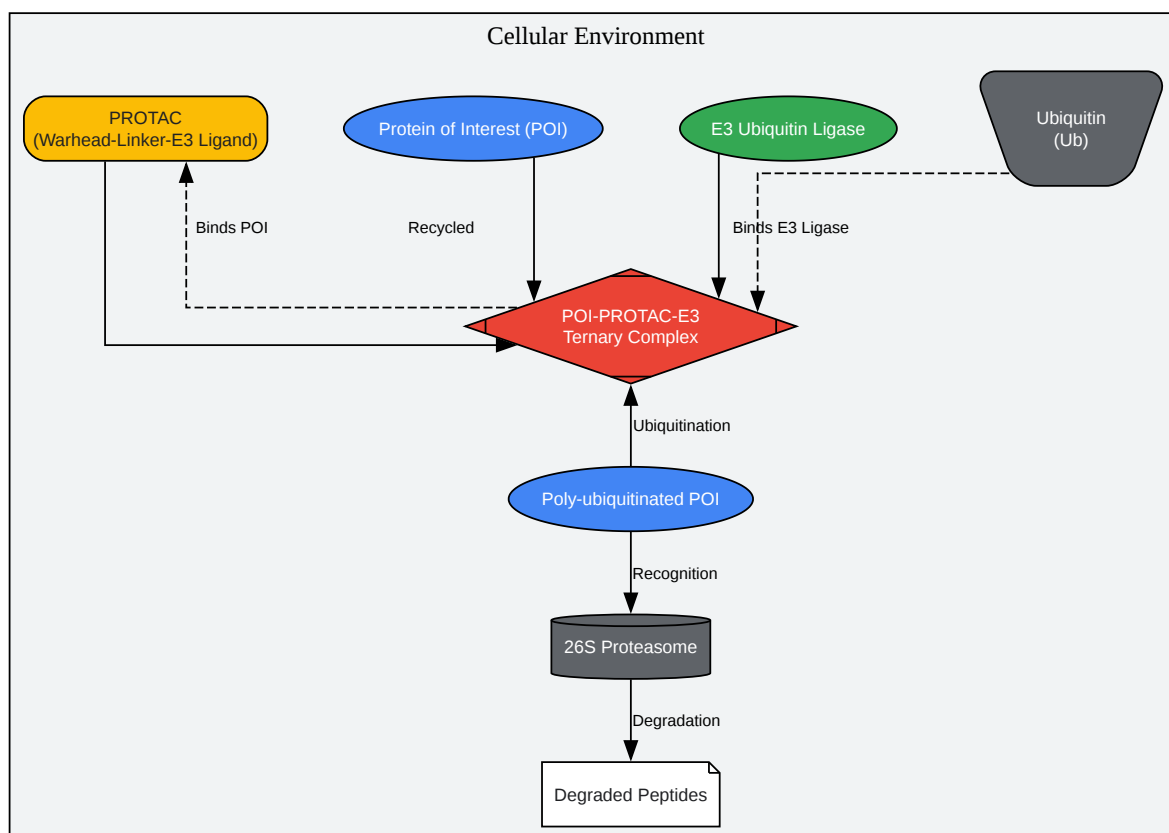 Cellular Environment
PROTAC
(Warhead-Linker-E3 Ligand)
Protein of Interest (POI)
E3 Ubiquitin Ligase
Ubiquitin
(Ub)
Binds POI
Recycled
Binds E3 Ligase
POI-PROTAC-E3
Ternary Complex
Ubiquitination
Poly-ubiquitinated POI
Recognition
26S Proteasome
Degradation
Degraded Peptides